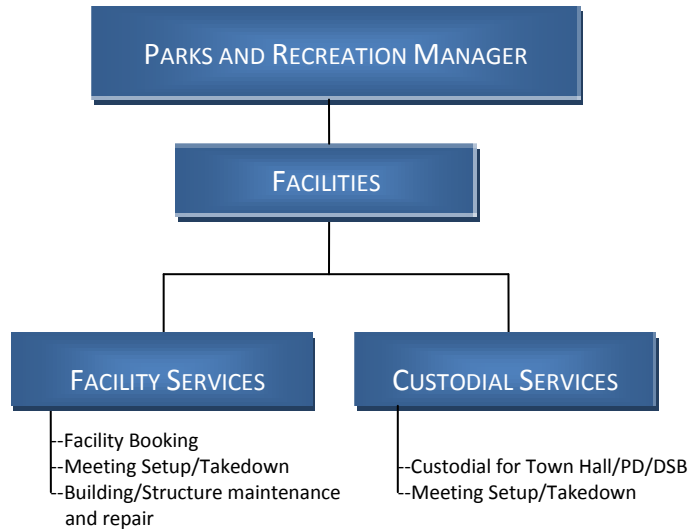 PARKS AND RECREATION MANAGER
FACILITIES
FACILITY SERVICES
--Facility Booking
--Meeting Setup/Takedown
--Building/Structure maintenance
and repair
CUSTODIAL SERVICES
--Custodial for Town Hall/PD/DSB
--Meeting Setup/Takedown